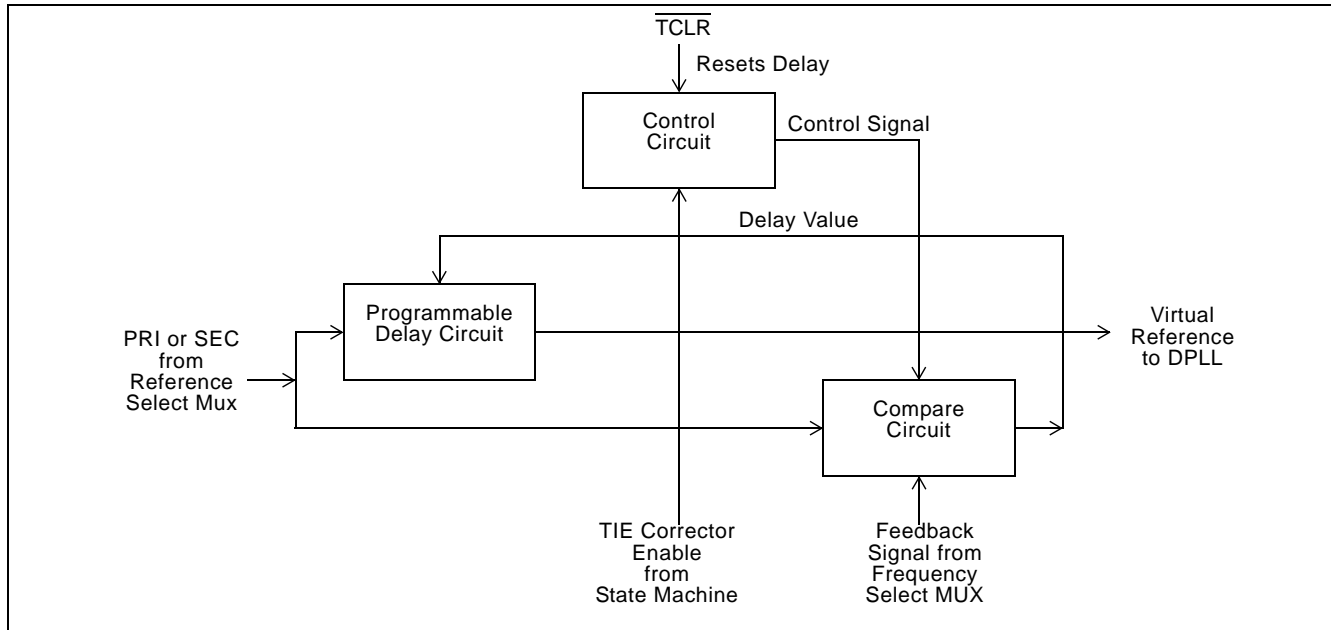 TCLR
Resets Delay
Control
Circuit
Control Signal
Delay Value
Programmable
Delay Circuit
PRI or SEC
from
Reference
Select Mux
Virtual
Reference
to DPLL
Compare
Circuit
TIE Corrector
Enable
from
State Machine
Feedback
Signal from
Frequency
Select MUX